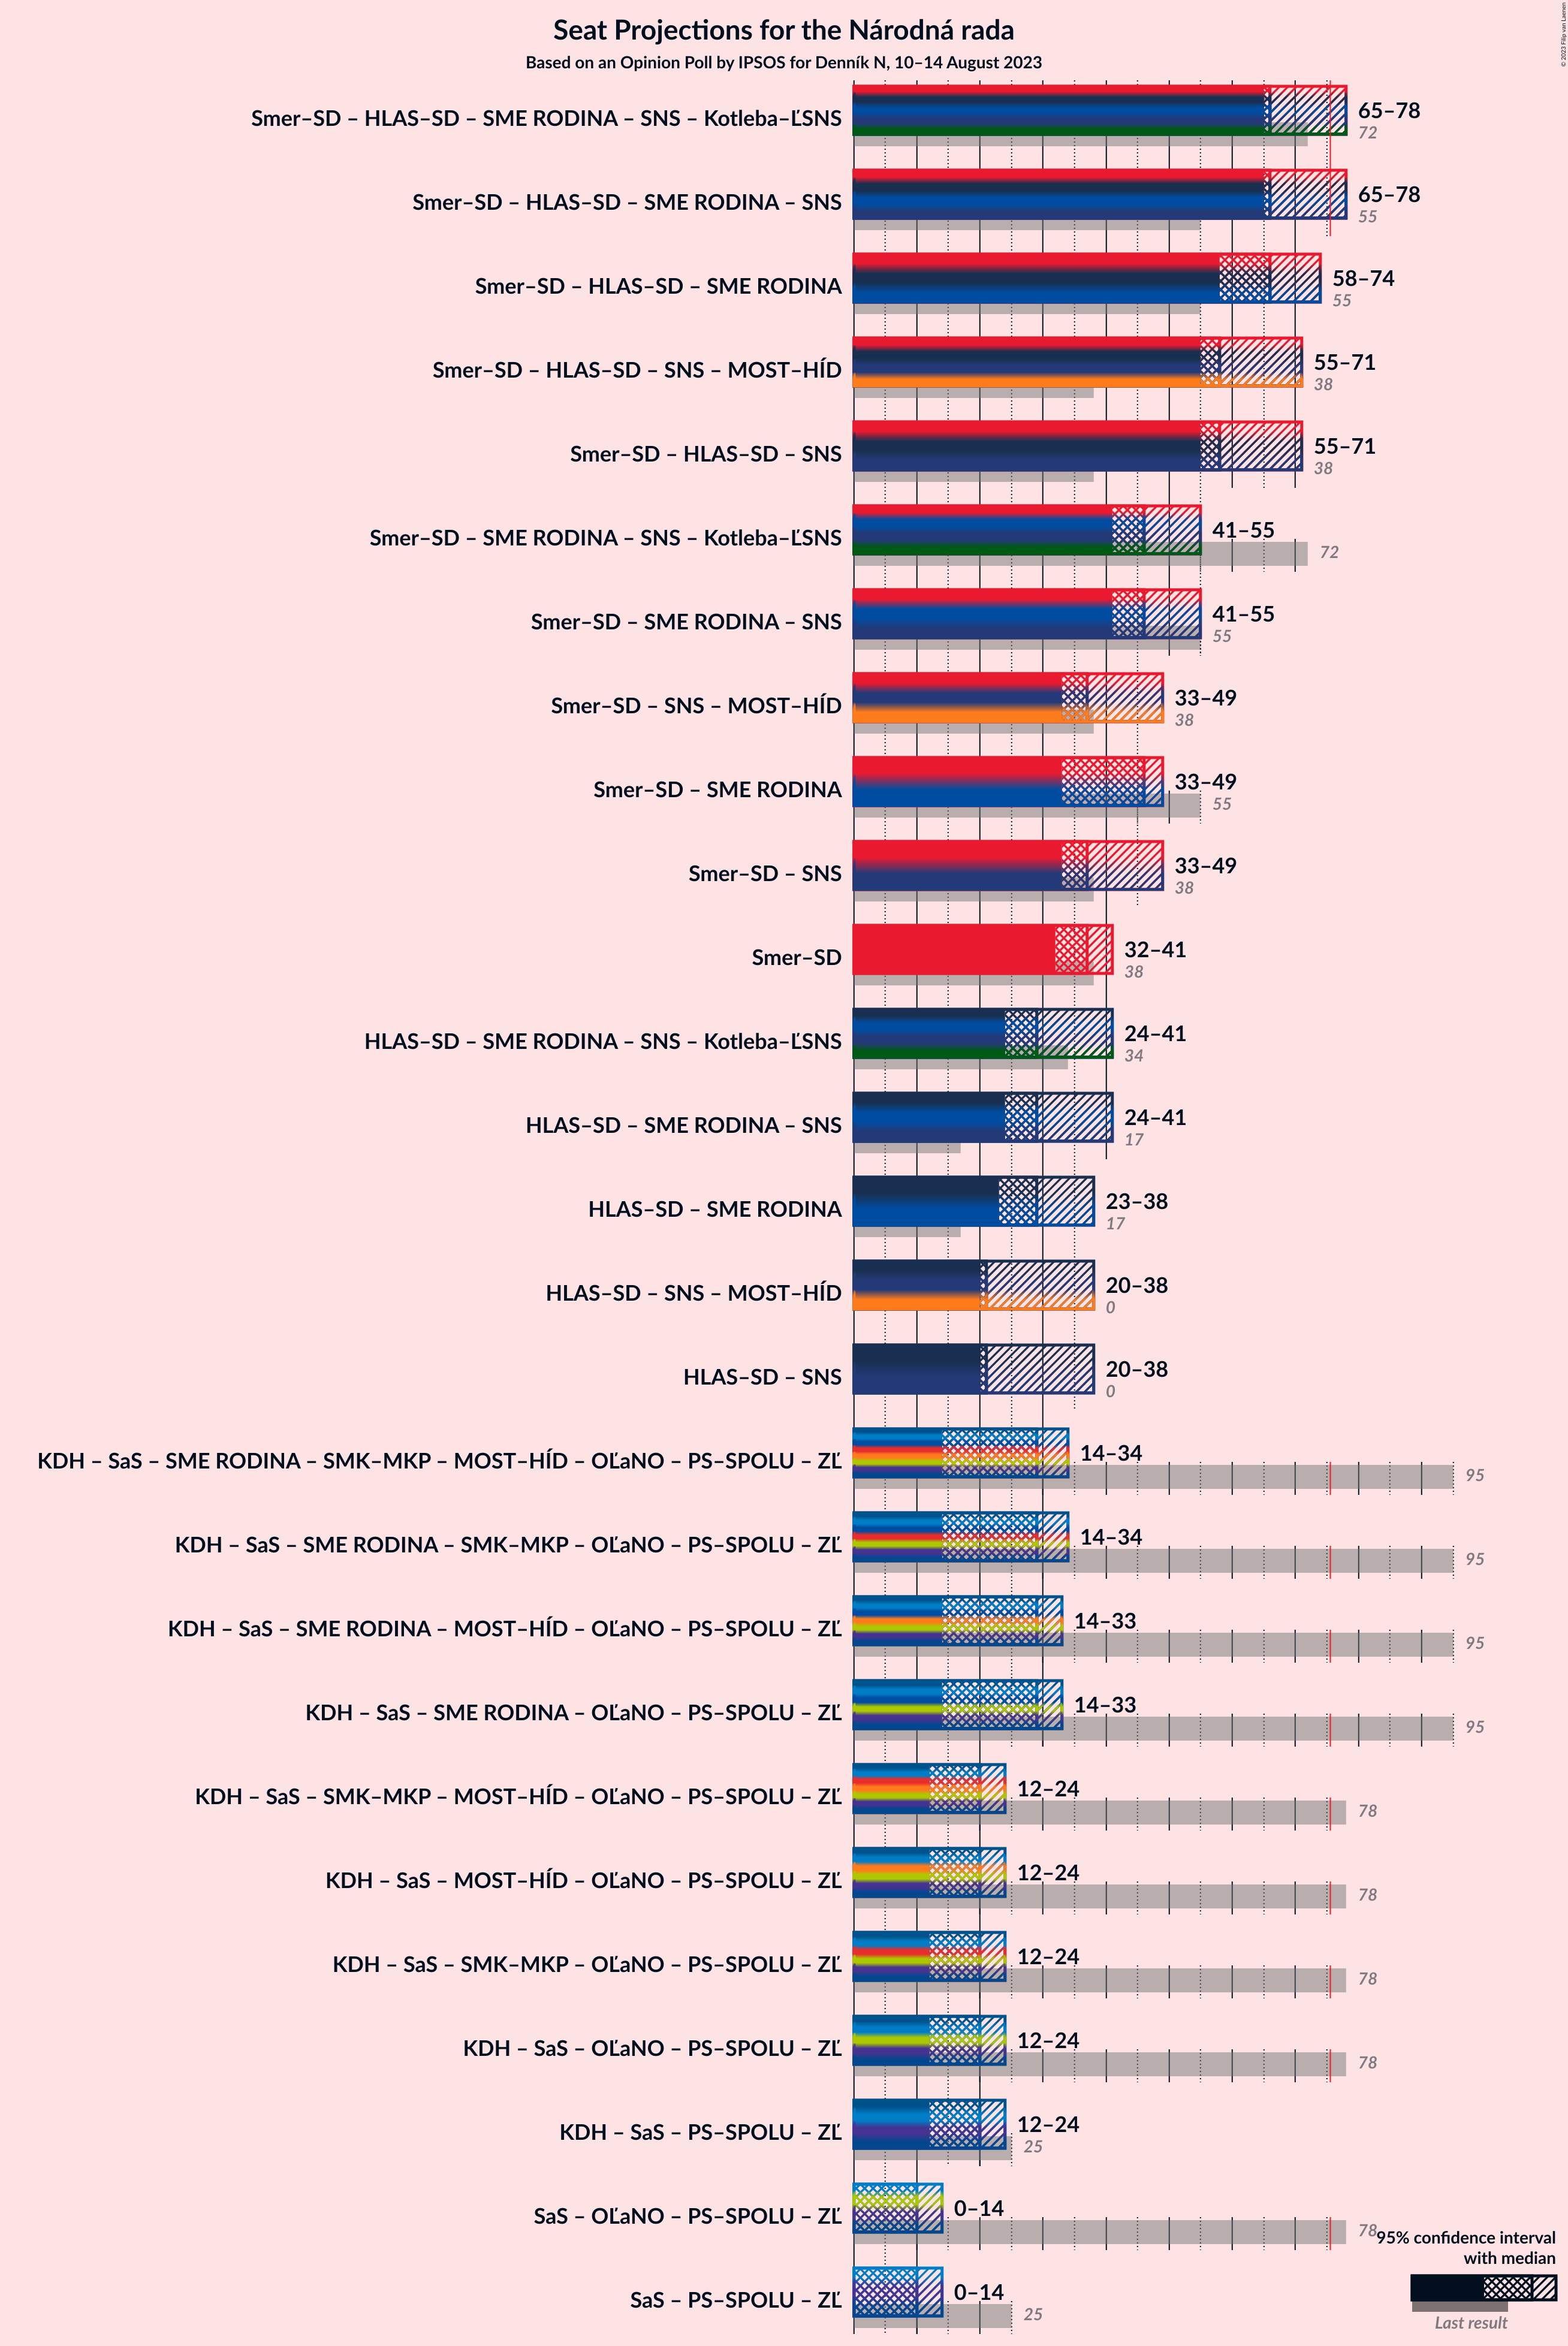 Seat Projections for the Národná rada
Based on an Opinion Poll by IPSOS for Denník N, 10–14 August 2023
© 2023 Filip van Laenen
Smer–SD – HLAS–SD – SME RODINA – SNS – Kotleba–ĽSNS
65–78
72
Smer–SD – HLAS–SD – SME RODINA – SNS
65–78
55
Smer–SD – HLAS–SD – SME RODINA
58–74
55
Smer–SD – HLAS–SD – SNS – MOST–HÍD
55–71
38
Smer–SD – HLAS–SD – SNS
55–71
38
Smer–SD – SME RODINA – SNS – Kotleba–ĽSNS
41–55
72
Smer–SD – SME RODINA – SNS
41–55
55
Smer–SD – SNS – MOST–HÍD
33–49
38
Smer–SD – SME RODINA
33–49
55
Smer–SD – SNS
33–49
38
Smer–SD
32–41
38
HLAS–SD – SME RODINA – SNS – Kotleba–ĽSNS
24–41
34
HLAS–SD – SME RODINA – SNS
24–41
17
HLAS–SD – SME RODINA
23–38
17
HLAS–SD – SNS – MOST–HÍD
20–38
0
HLAS–SD – SNS
20–38
0
KDH – SaS – SME RODINA – SMK–MKP – MOST–HÍD – OĽaNO – PS–SPOLU – ZĽ
14–34
95
KDH – SaS – SME RODINA – SMK–MKP – OĽaNO – PS–SPOLU – ZĽ
14–34
95
KDH – SaS – SME RODINA – MOST–HÍD – OĽaNO – PS–SPOLU – ZĽ
14–33
95
KDH – SaS – SME RODINA – OĽaNO – PS–SPOLU – ZĽ
14–33
95
KDH – SaS – SMK–MKP – MOST–HÍD – OĽaNO – PS–SPOLU – ZĽ
12–24
78
KDH – SaS – MOST–HÍD – OĽaNO – PS–SPOLU – ZĽ
12–24
78
KDH – SaS – SMK–MKP – OĽaNO – PS–SPOLU – ZĽ
12–24
78
KDH – SaS – OĽaNO – PS–SPOLU – ZĽ
12–24
78
KDH – SaS – PS–SPOLU – ZĽ
12–24
25
SaS – OĽaNO – PS–SPOLU – ZĽ
0–14
78
SaS – PS–SPOLU – ZĽ
0–14
25
95% confidence interval
with median
Last result